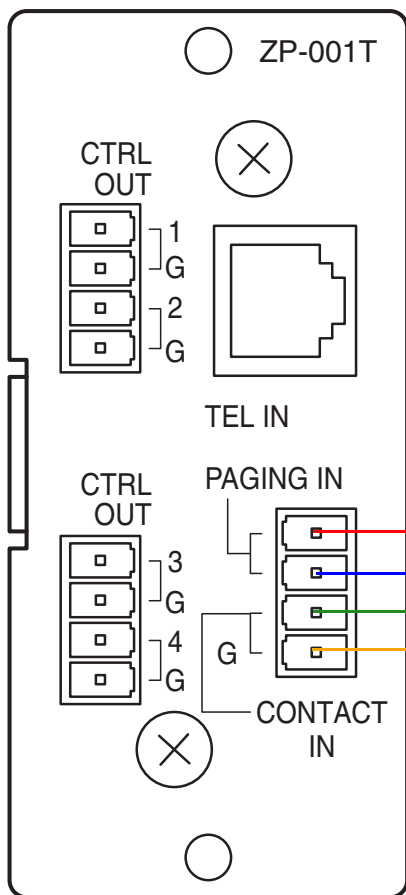 ZP-001T
CTRL
OUT
1
G
2
G
TEL IN
CTRL
OUT
3
G
4
G
PAGING IN
G
CONTACT
IN